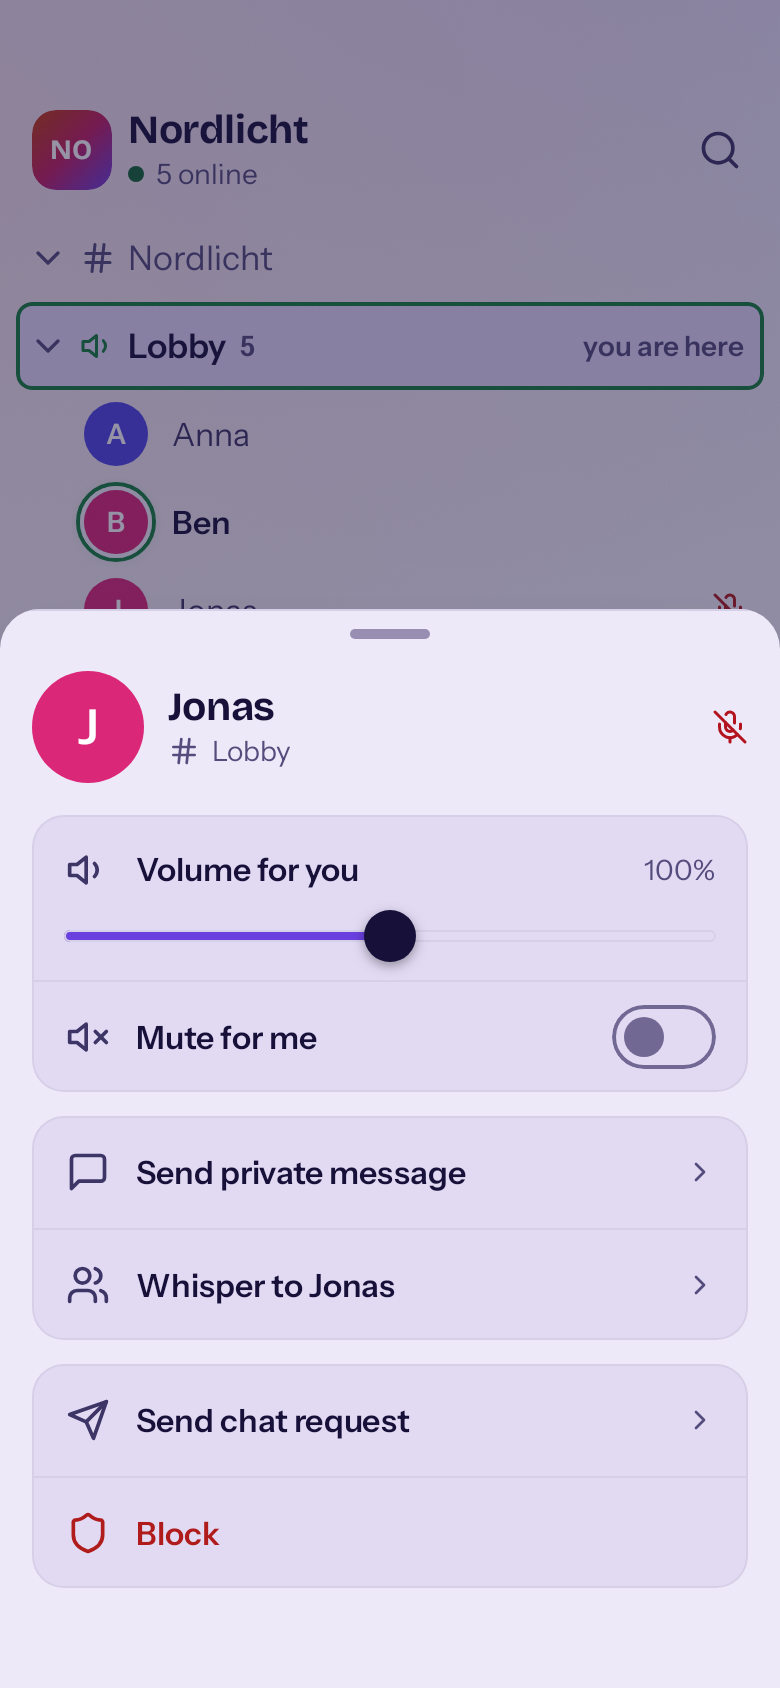 NO
Nordlicht
5 online
# Nordlicht
Lobby 5
you are here
A
Anna
B
Ben
J
Jonas
J
Jonas
# Lobby
Volume for you
100%
Mute for me
Send private message
Whisper to Jonas
Send chat request
Block